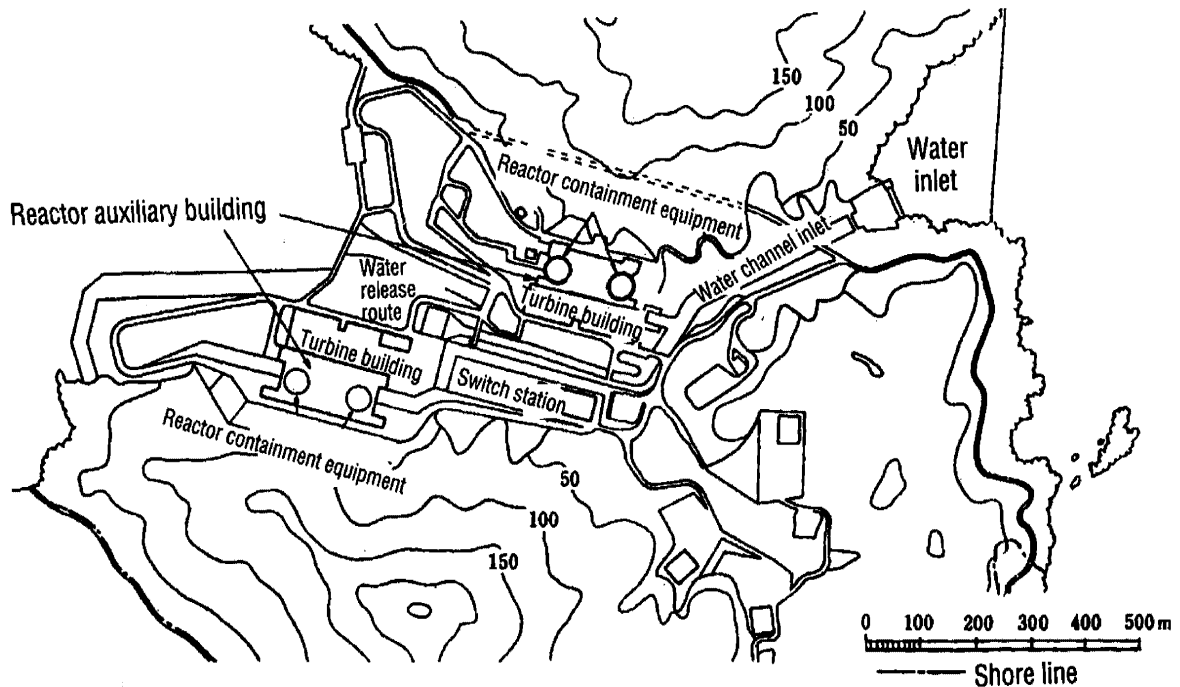 150
100
50
Water
inlet
Reactor containment equipment
Reactor auxiliary building
Water channel inlet
Water
release
route
Turbine building
Turbine building
Switch station
Reactor containment equipment
50
100
150
0 100 200 300 400 500 m
Shore line